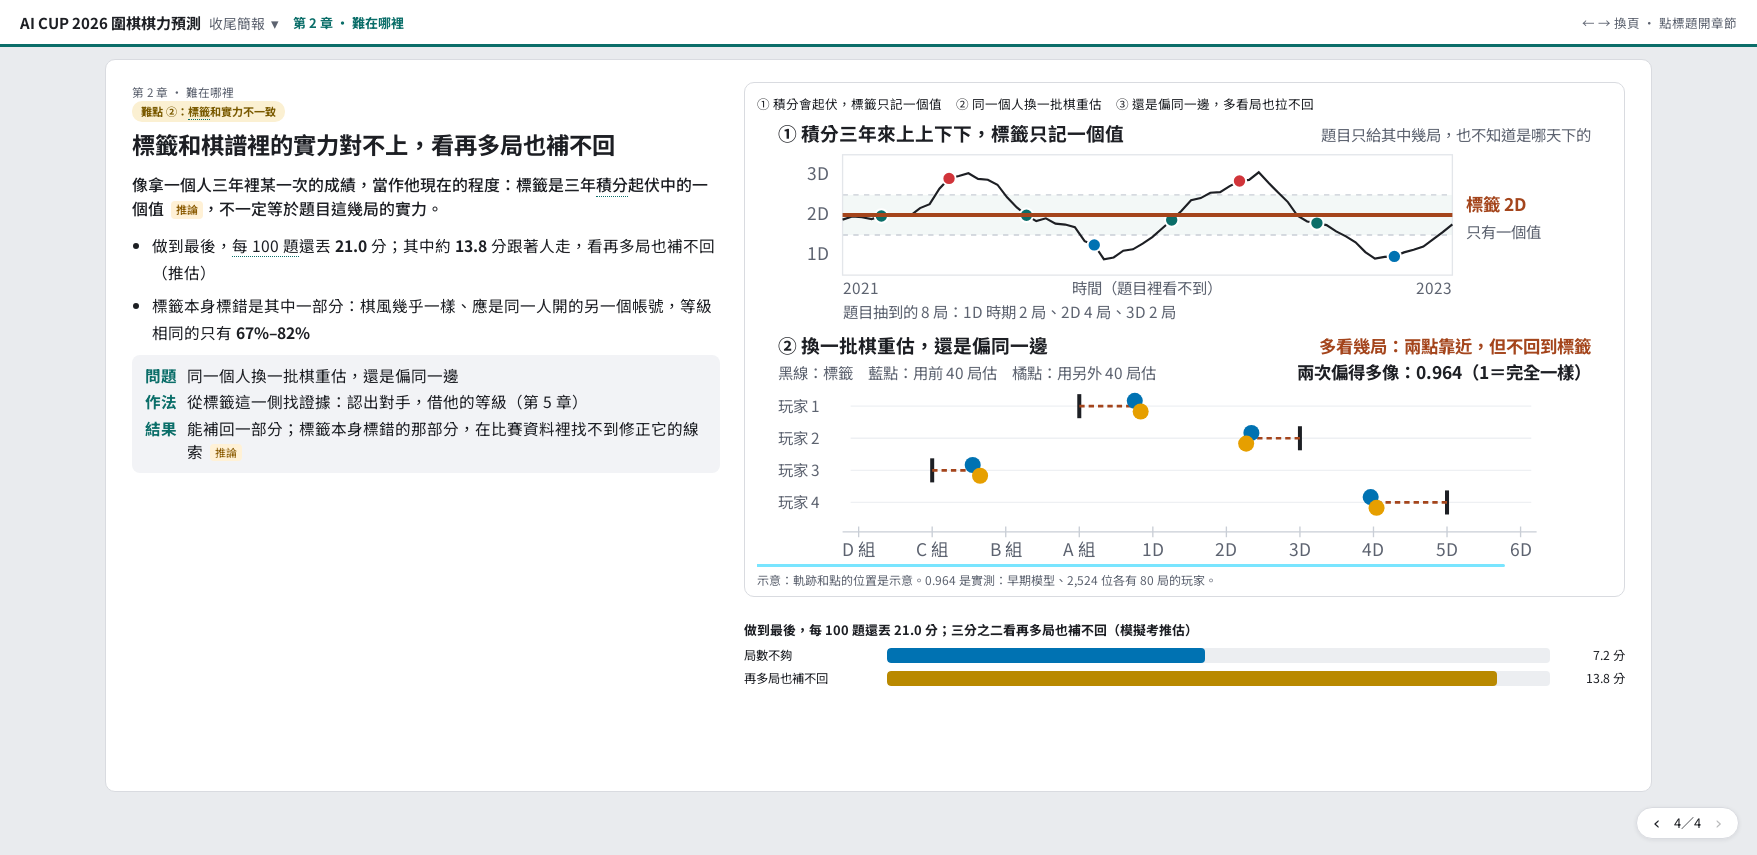 AI CUP 2026 圍棋棋力預測 收尾簡報 ▼ 第 2 章 · 難在哪裡
←→ 換頁 · 點標題開章節
第 2 章 · 難在哪裡
難點 ②：標籤和實力不一致
標籤和棋譜裡的實力對不上，看再多局也補不回
像拿一個人三年裡某一次的成績，當作他現在的程度：標籤是三年積分起伏中的一
個值 推論，不一定等於題目這幾局的實力。
• 做到最後，每 100 題還丟 21.0 分；其中約 13.8 分跟著人走，看再多局也補不回
（推估）
• 標籤本身標錯是其中一部分：棋風幾乎一樣、應是同一人開的另一個帳號，等級
相同的只有 67%–82%
問題 同一個人換一批棋重估，還是偏同一邊
作法 從標籤這一側找證據：認出對手，借他的等級（第 5 章）
結果 能補回一部分；標籤本身標錯的那部分，在比賽資料裡找不到修正它的線
索 推論
① 積分會起伏，標籤只記一個值 ② 同一個人換一批棋重估 ③ 還是偏同一邊，多看局也拉不回
① 積分三年來上上下下，標籤只記一個值
題目只給其中幾局，也不知道是哪天下的
3D
2D
1D
標籤 2D
只有一個值
2021
時間（題目裡看不到）
2023
題目抽到的 8 局：1D 時期 2 局、2D 4 局、3D 2 局
② 換一批棋重估，還是偏同一邊
多看幾局：兩點靠近，但不回到標籤
黑線：標籤 藍點：用前 40 局估 橘點：用另外 40 局估
兩次偏得多像：0.964（1＝完全一樣）
玩家 1
玩家 2
玩家 3
玩家 4
D 組 C 組 B 組 A 組 1D 2D 3D 4D 5D 6D
示意：軌跡和點的位置是示意。0.964 是實測：早期模型、2,524 位各有 80 局的玩家。
做到最後，每 100 題還丟 21.0 分；三分之二看再多局也補不回（模擬考推估）
局數不夠 7.2 分
再多局也補不回 13.8 分
‹ 4／4 ›